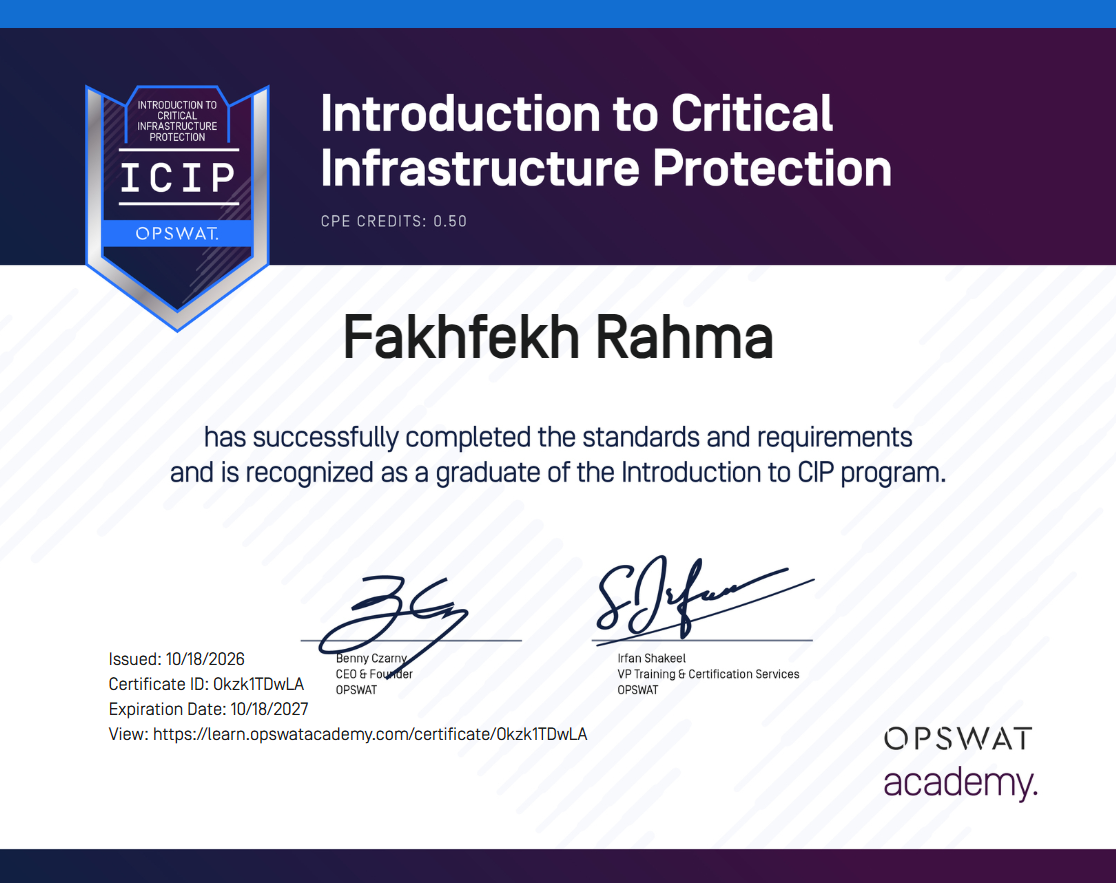 INTRODUCTION TO
CRITICAL
INFRASTRUCTURE
PROTECTION
ICIP
OPSWAT.
Introduction to Critical
Infrastructure Protection
CPE CREDITS: 0.50
Fakhfekh Rahma
has successfully completed the standards and requirements
and is recognized as a graduate of the Introduction to CIP program.
Benny Czarny
CEO & Founder
OPSWAT
Irfan Shakeel
VP Training & Certification Services
OPSWAT
Issued: 10/18/2026
Certificate ID: 0kzk1TDwLA
Expiration Date: 10/18/2027
View: https://learn.opswatacademy.com/certificate/0kzk1TDwLA
OPSWAT
academy.